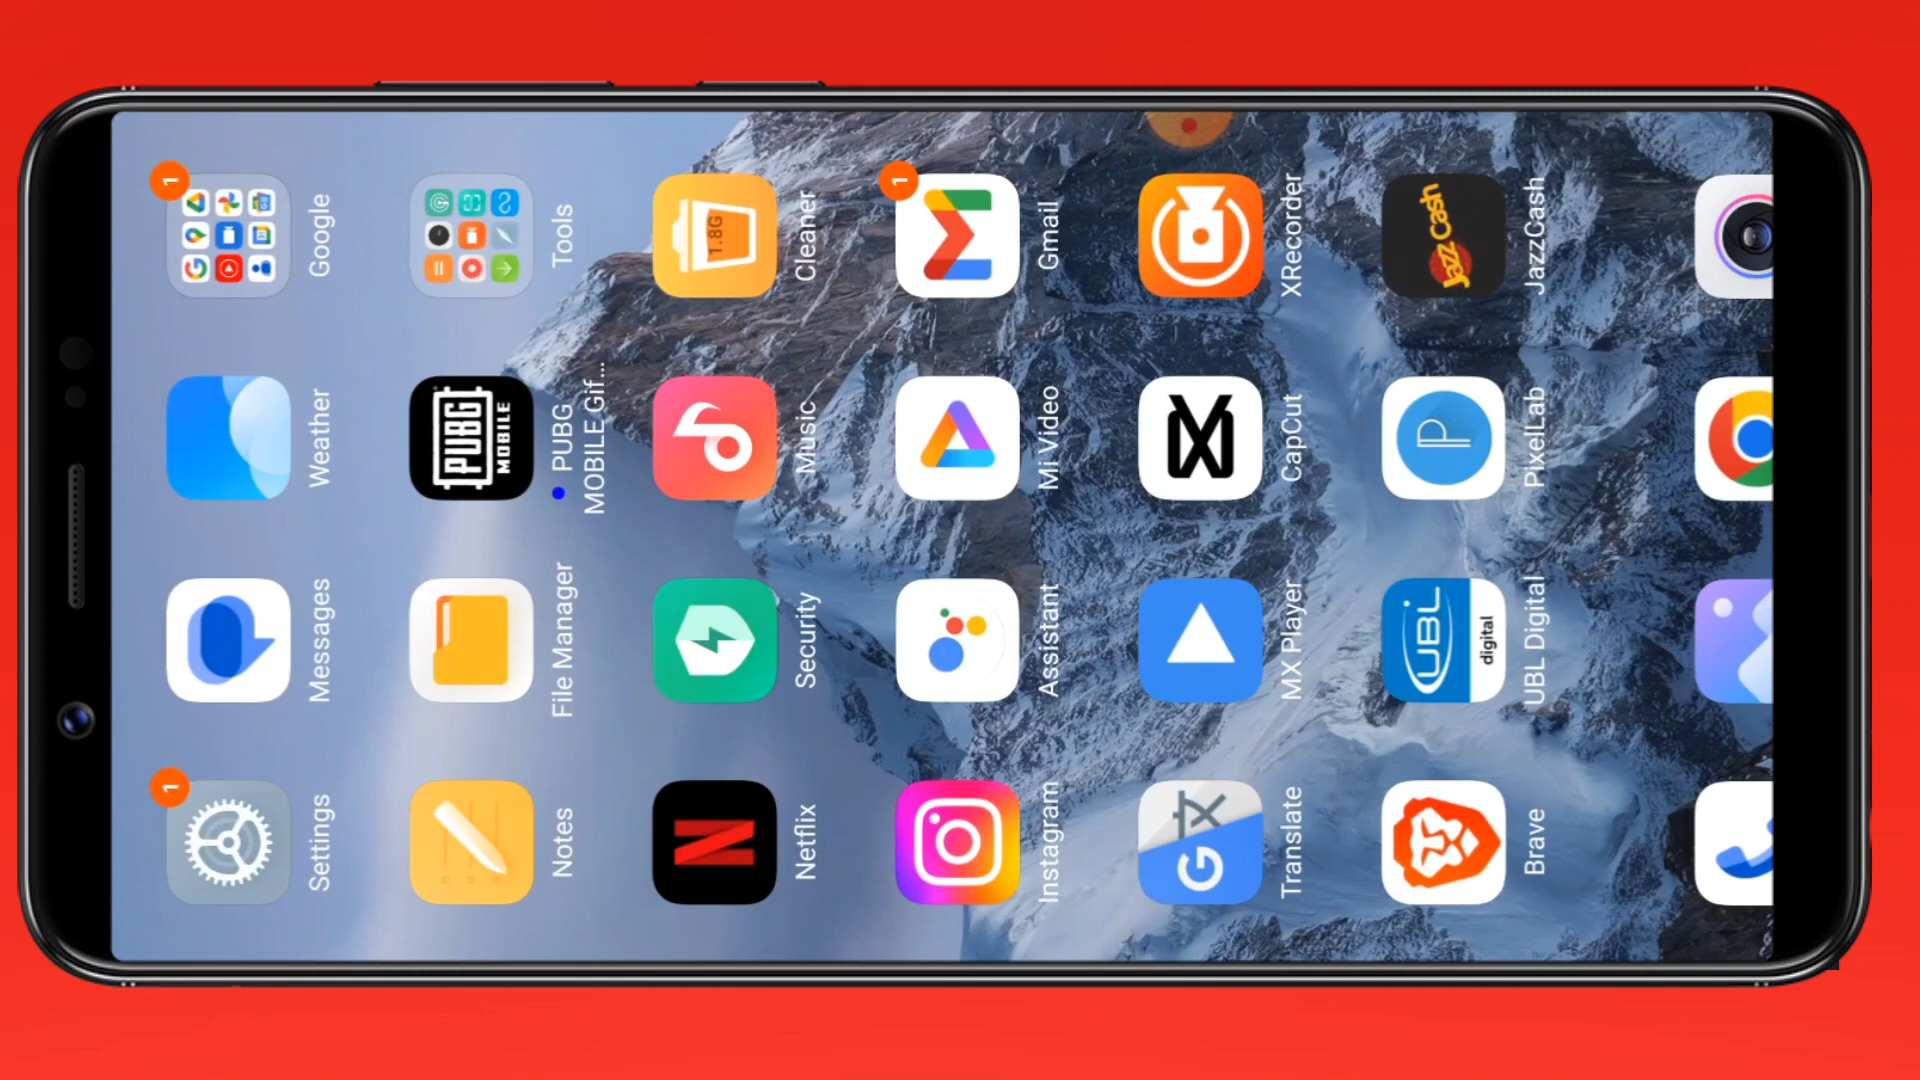 1
1
Settings
Messages
Weather
Google
PUBG
MOBILE
Notes
File Manager
PUBG
MOBILE Gif...
Tools
1.8G
Netflix
Security
Music
Cleaner
1
Instagram
Assistant
Mi Video
Gmail
G文
Translate
MX Player
CapCut
XRecorder
UBL
digital
P
Jazz Cash
Brave
UBL Digital
PixelLab
JazzCash